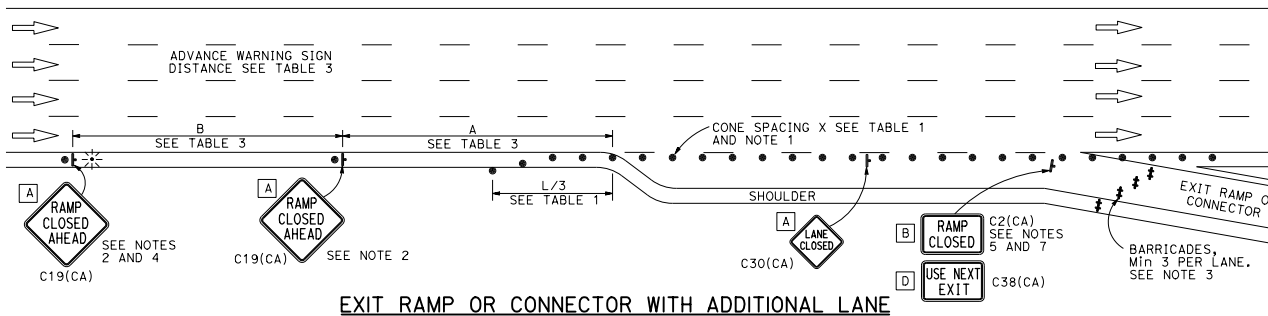 ADVANCE WARNING SIGN
DISTANCE SEE TABLE 3
B
SEE TABLE 3
A
SEE TABLE 3
CONE SPACING X SEE TABLE 1
AND NOTE 1
L/3
SEE TABLE 1
SHOULDER
EXIT RAMP O
CONNECTOR
A
RAMP
CLOSED
AHEAD
SEE NOTES
2 AND 4
C19(CA)
A
RAMP
CLOSED
AHEAD
SEE NOTE 2
C19(CA)
A
LANE
CLOSED
C30(CA)
B
RAMP
CLOSED
C2(CA)
SEE NOTES
5 AND 7
D
USE NEXT
EXIT
C38(CA)
BARRICADES,
Min 3 PER LANE.
SEE NOTE 3
EXIT RAMP OR CONNECTOR WITH ADDITIONAL LANE